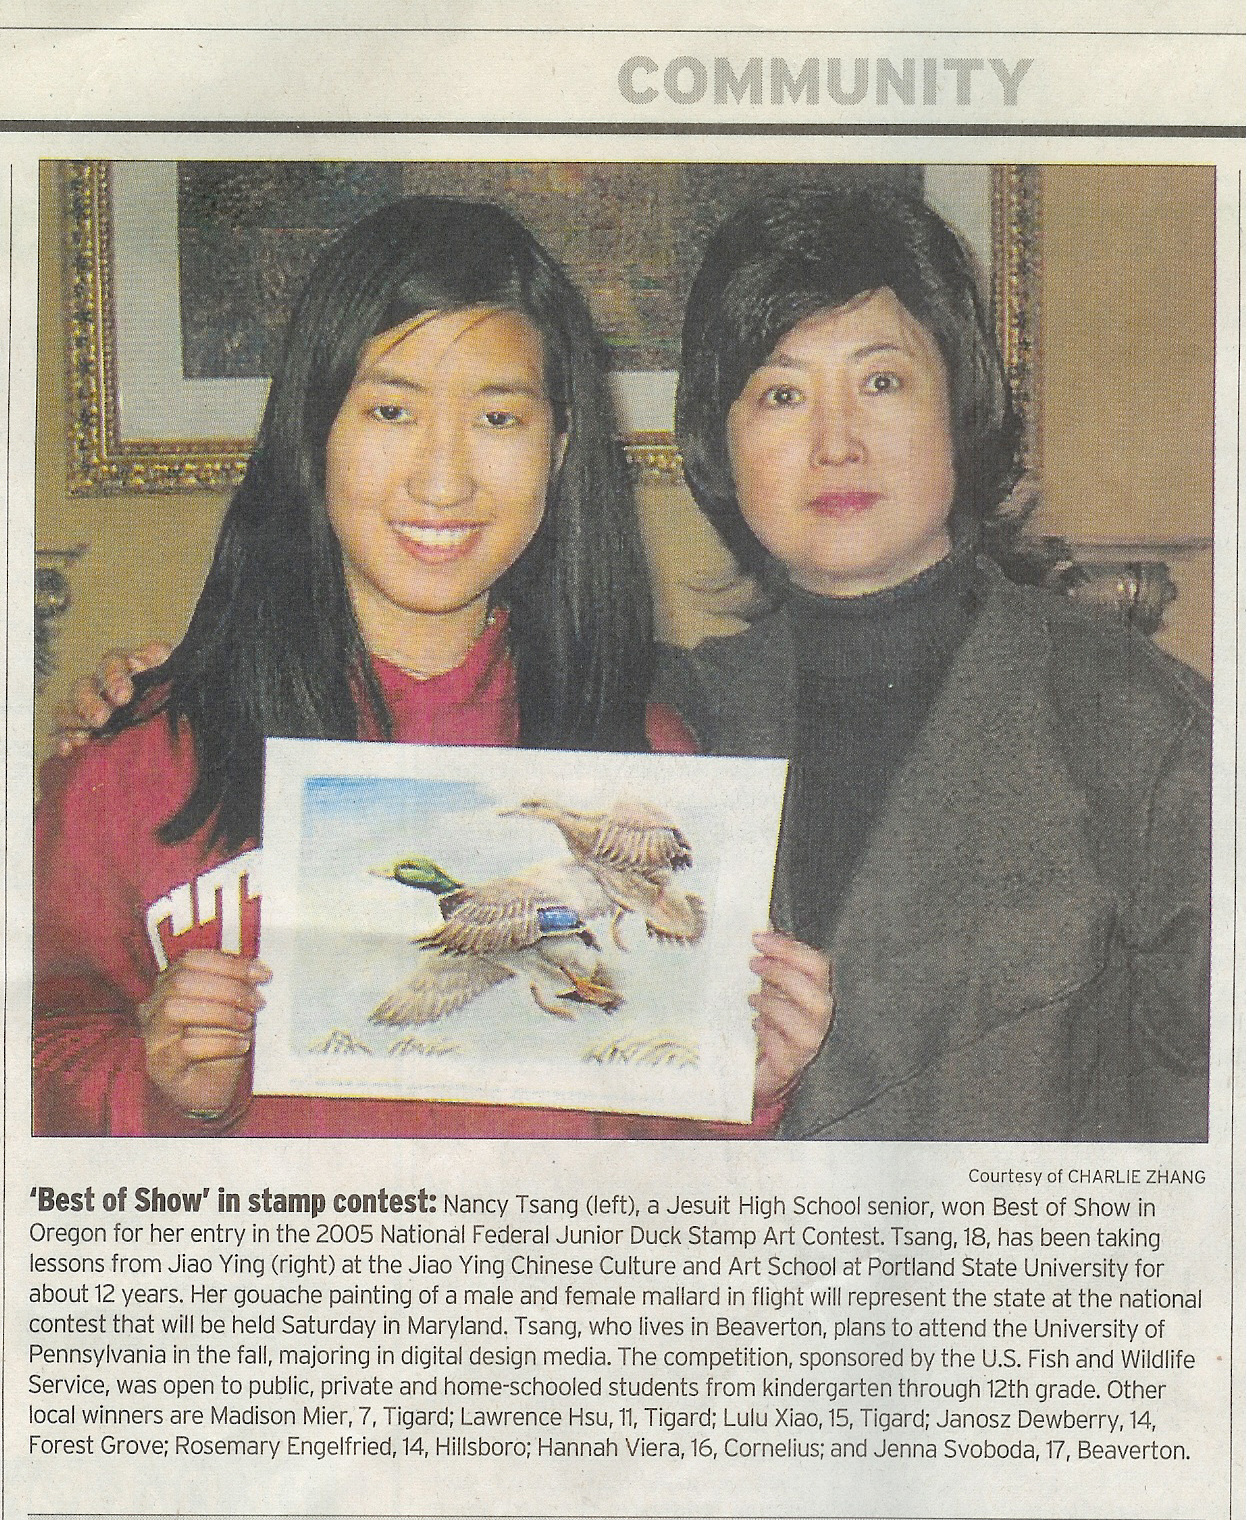 COMMUNITY
CIT
Courtesy of CHARLIE ZHANG
‘Best of Show’ in stamp contest: Nancy Tsang (left), a Jesuit High School senior, won Best of Show in
Oregon for her entry in the 2005 National Federal Junior Duck Stamp Art Contest. Tsang, 18, has been taking
lessons from Jiao Ying (right) at the Jiao Ying Chinese Culture and Art School at Portland State University for
about 12 years. Her gouache painting of a male and female mallard in flight will represent the state at the national
contest that will be held Saturday in Maryland. Tsang, who lives in Beaverton, plans to attend the University of
Pennsylvania in the fall, majoring in digital design media. The competition, sponsored by the U.S. Fish and Wildlife
Service, was open to public, private and home-schooled students from kindergarten through 12th grade. Other
local winners are Madison Mier, 7, Tigard; Lawrence Hsu, 11, Tigard; Lulu Xiao, 15, Tigard; Janosz Dewberry, 14,
Forest Grove; Rosemary Engelfried, 14, Hillsboro; Hannah Viera, 16, Cornelius; and Jenna Svoboda, 17, Beaverton.